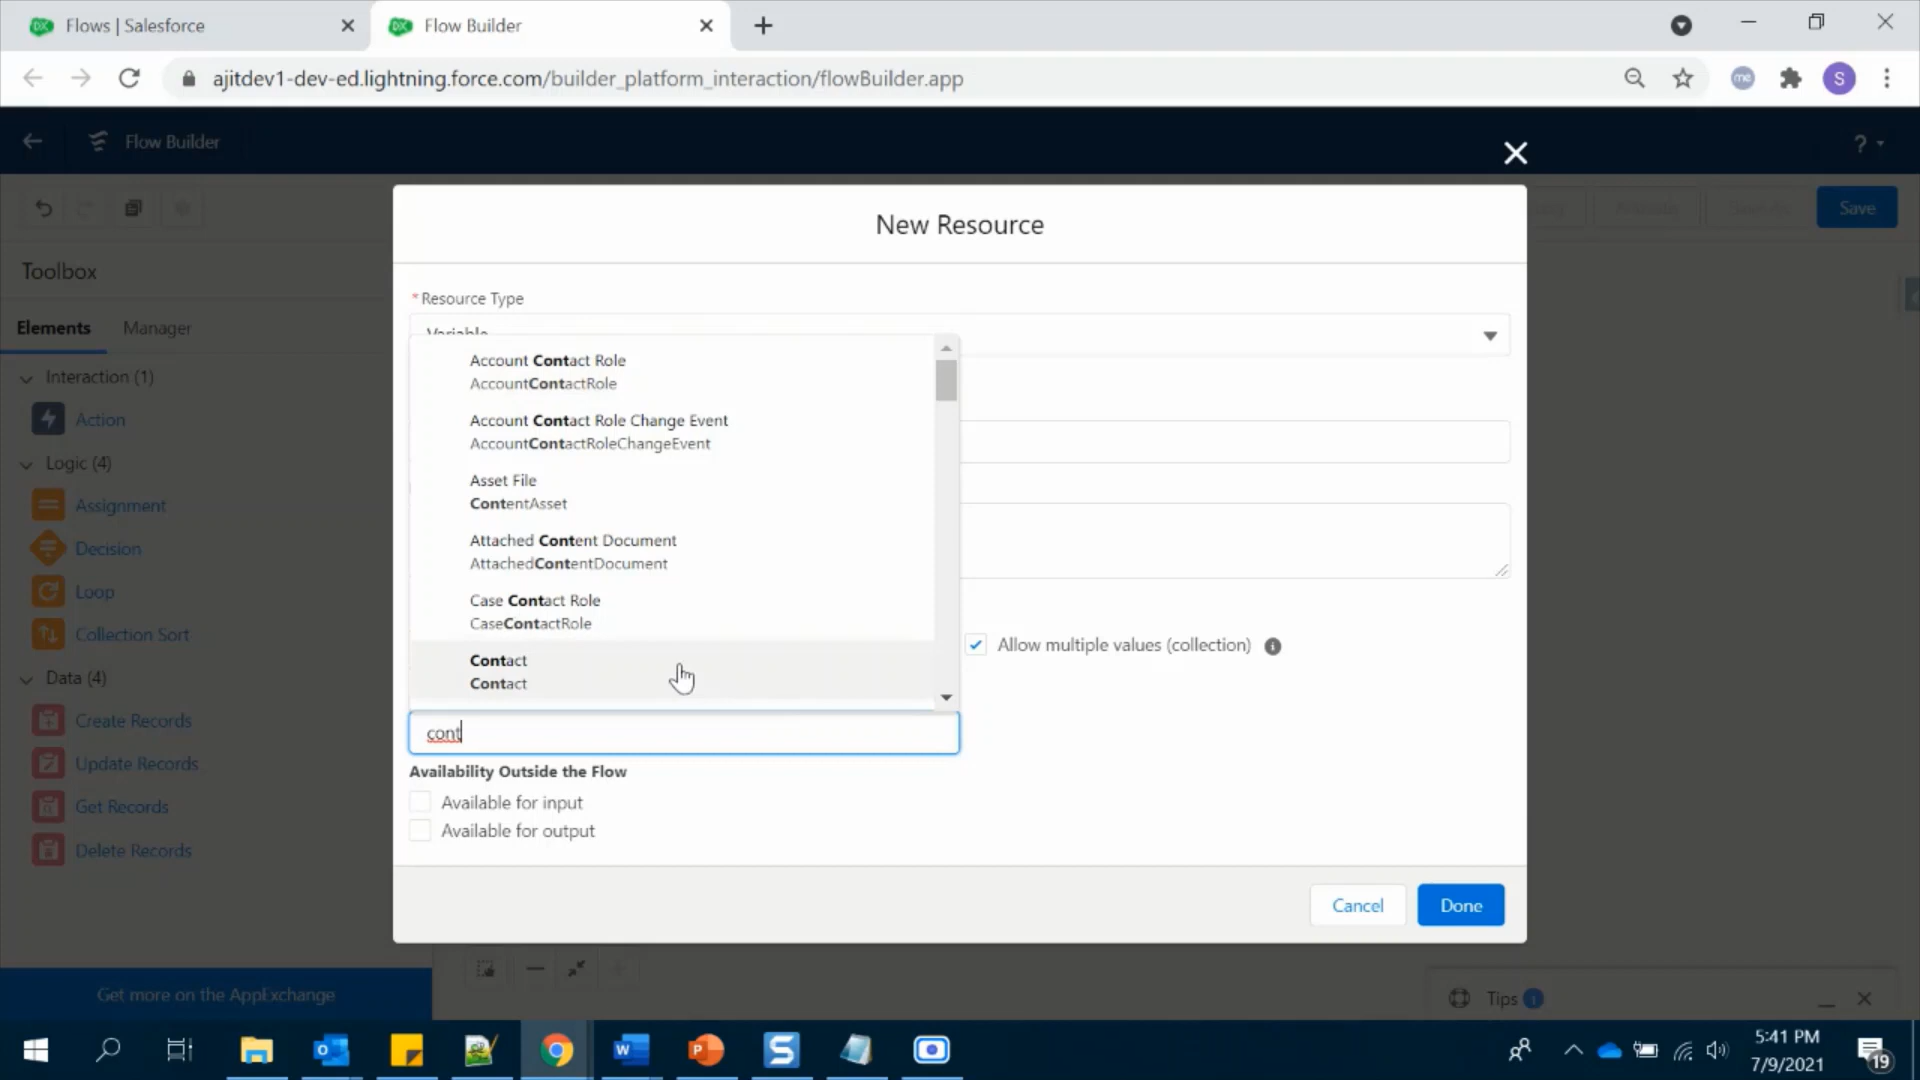 Flows | Salesforce
Flow Builder
ajitdev1-dev-ed.lightning.force.com/builder_platform_interaction/flowBuilder.app
me
S
Flow Builder
?
Save
Toolbox
Elements
Manager
Interaction (1)
Action
Logic (4)
Assignment
Decision
Loop
Collection Sort
Data (4)
Create Records
Update Records
Get Records
Delete Records
Get more on the AppExchange
New Resource
* Resource Type
Variable
Account Contact Role
AccountContactRole
Account Contact Role Change Event
AccountContactRoleChangeEvent
Asset File
ContentAsset
Attached Content Document
AttachedContentDocument
Case Contact Role
CaseContactRole
Contact
Contact
Allow multiple values (collection)
cont
Availability Outside the Flow
Available for input
Available for output
Cancel
Done
Tips 1
5:41 PM
7/9/2021
19